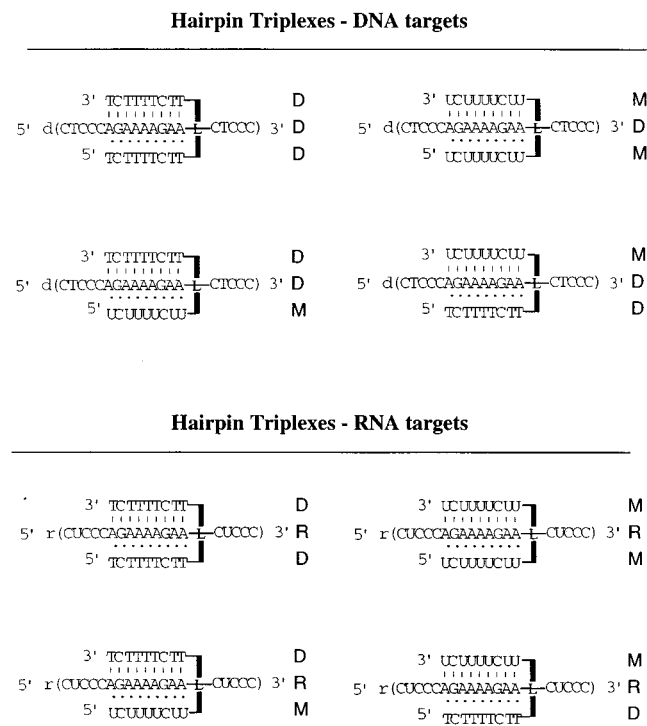 Hairpin Triplexes - DNA targets
3' TCTTTTCTT D
5' d(CTCCCAGAAAAGAA-L-CTCCC) 3' D
5' TCTTTTCTT D
3' UCUUUUCUU M
5' d(CTCCCAGAAAAGAA-L-CTCCC) 3' D
5' UCUUUUCUU M
3' TCTTTTCTT D
5' d(CTCCCAGAAAAGAA-L-CTCCC) 3' D
5' UCUUUUCUU M
3' UCUUUUCUU M
5' d(CTCCCAGAAAAGAA-L-CTCCC) 3' D
5' TCTTTTCTT D
Hairpin Triplexes - RNA targets
3' TCTTTTCTT D
5' r(CUCCCAGAAAAGAA-L-CUCCC) 3' R
5' TCTTTTCTT D
3' UCUUUUCUU M
5' r(CUCCCAGAAAAGAA-L-CUCCC) 3' R
5' UCUUUUCUU M
3' TCTTTTCTT D
5' r(CUCCCAGAAAAGAA-L-CUCCC) 3' R
5' UCUUUUCUU M
3' UCUUUUCUU M
5' r(CUCCCAGAAAAGAA-L-CUCCC) 3' R
5' TCTTTTCTT D